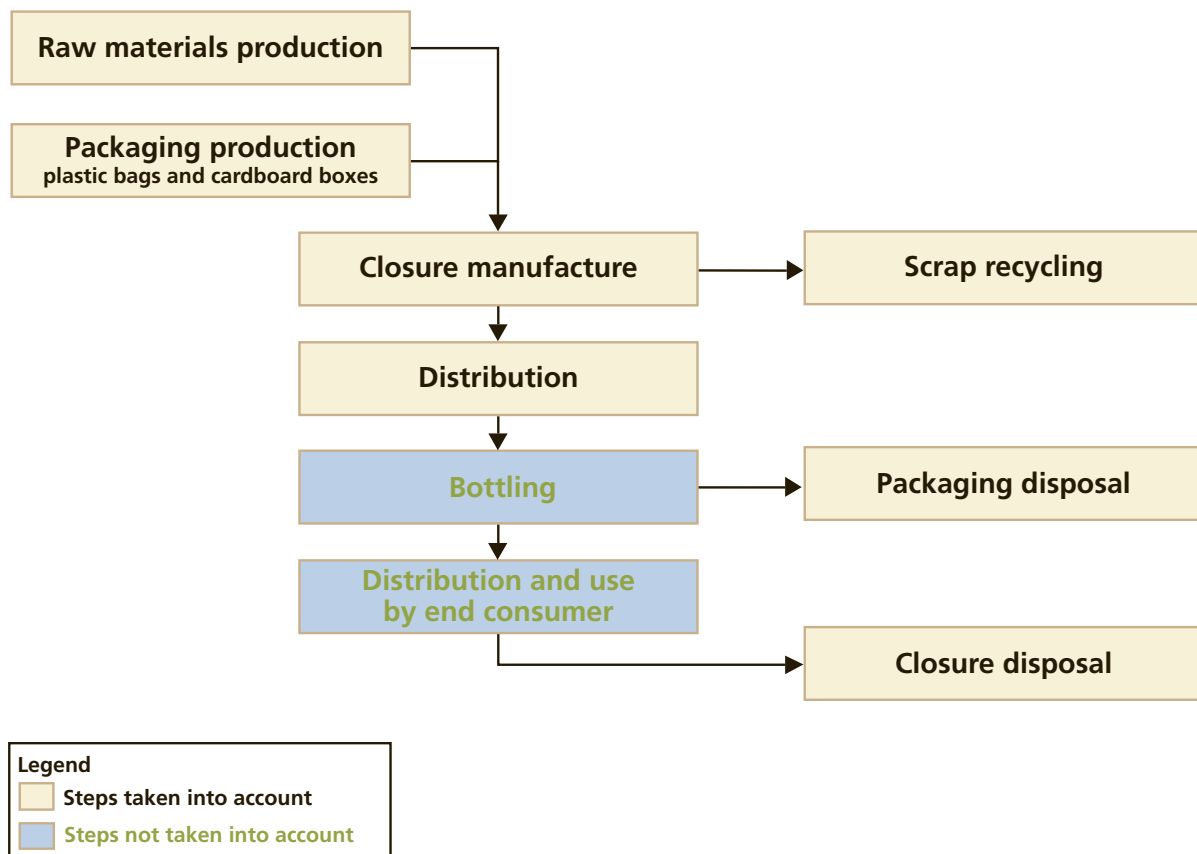 Raw materials production
Packaging production
plastic bags and cardboard boxes
Closure manufacture
Scrap recycling
Distribution
Bottling
Packaging disposal
Distribution and use
by end consumer
Closure disposal
Legend
Steps taken into account
Steps not taken into account